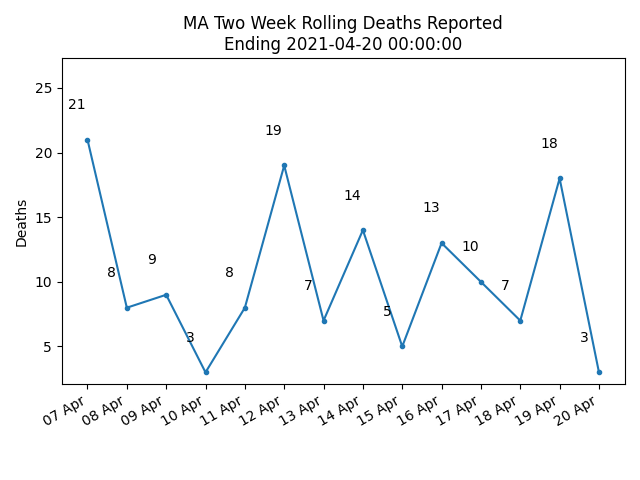 MA Two Week Rolling Deaths Reported
Ending 2021-04-20 00:00:00
Deaths
25
20
15
10
5
21
8
9
3
8
19
7
14
5
13
10
7
18
3
07 Apr
08 Apr
09 Apr
10 Apr
11 Apr
12 Apr
13 Apr
14 Apr
15 Apr
16 Apr
17 Apr
18 Apr
19 Apr
20 Apr